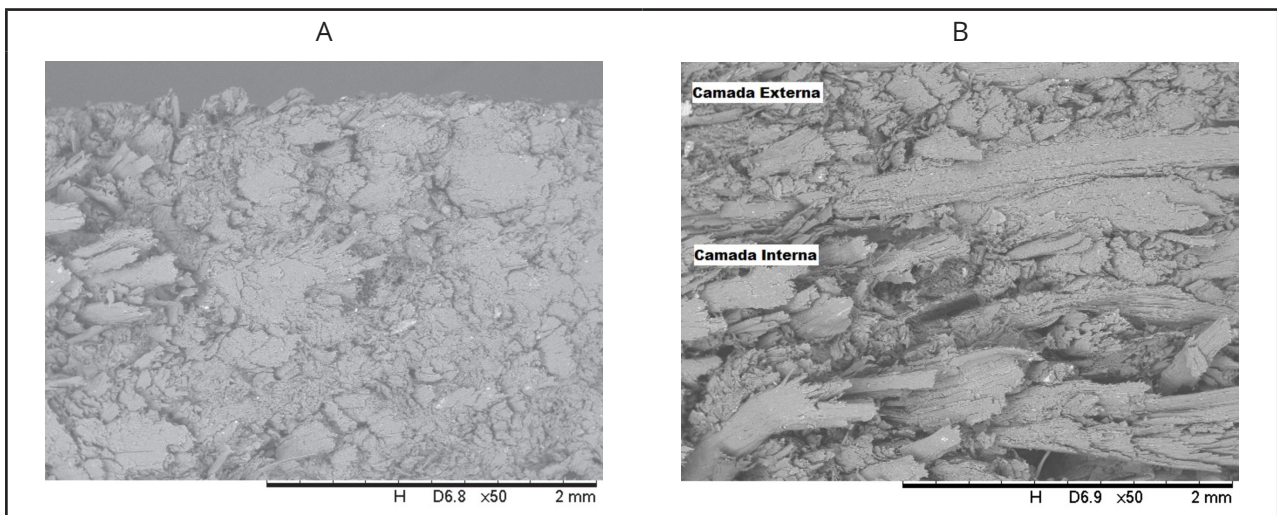 A
B
Camada Externa
Camada Interna
H D6.8 x50 2 mm
H D6.9 x50 2 mm